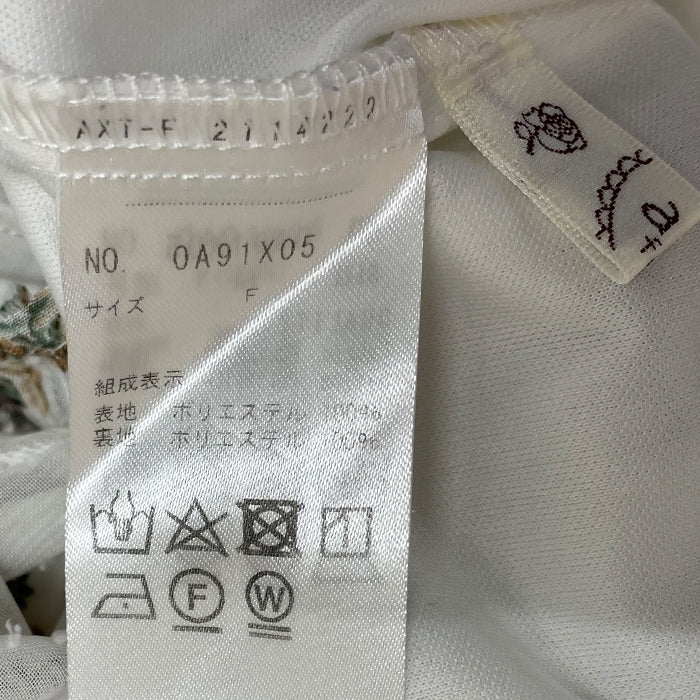 AXT-F 2114222
NO. 0A91X05
サイズ F
組成表示
表地 ポリエステル 100%
裏地 ポリエステル 100%
F
W